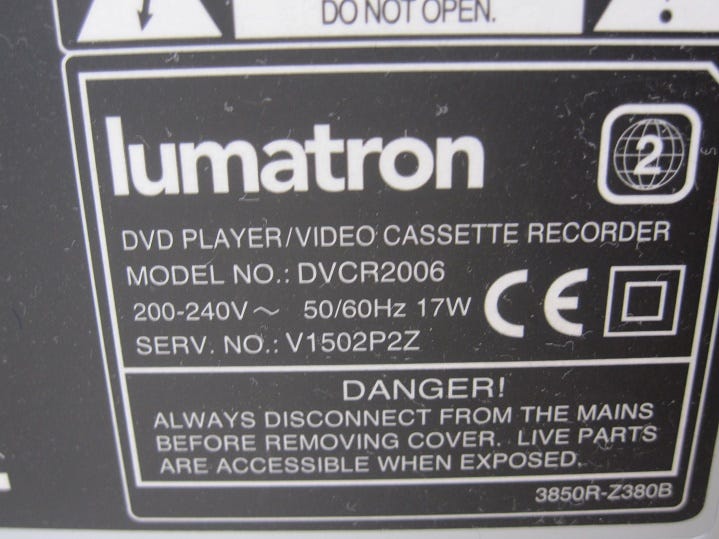 DO NOT OPEN.
lumatron
2
DVD PLAYER/VIDEO CASSETTE RECORDER
MODEL NO.: DVCR2006
200-240V ~ 50/60Hz 17W
CE
SERV. NO.: V1502P2Z
DANGER!
ALWAYS DISCONNECT FROM THE MAINS
BEFORE REMOVING COVER. LIVE PARTS
ARE ACCESSIBLE WHEN EXPOSED.
3850R-Z380B